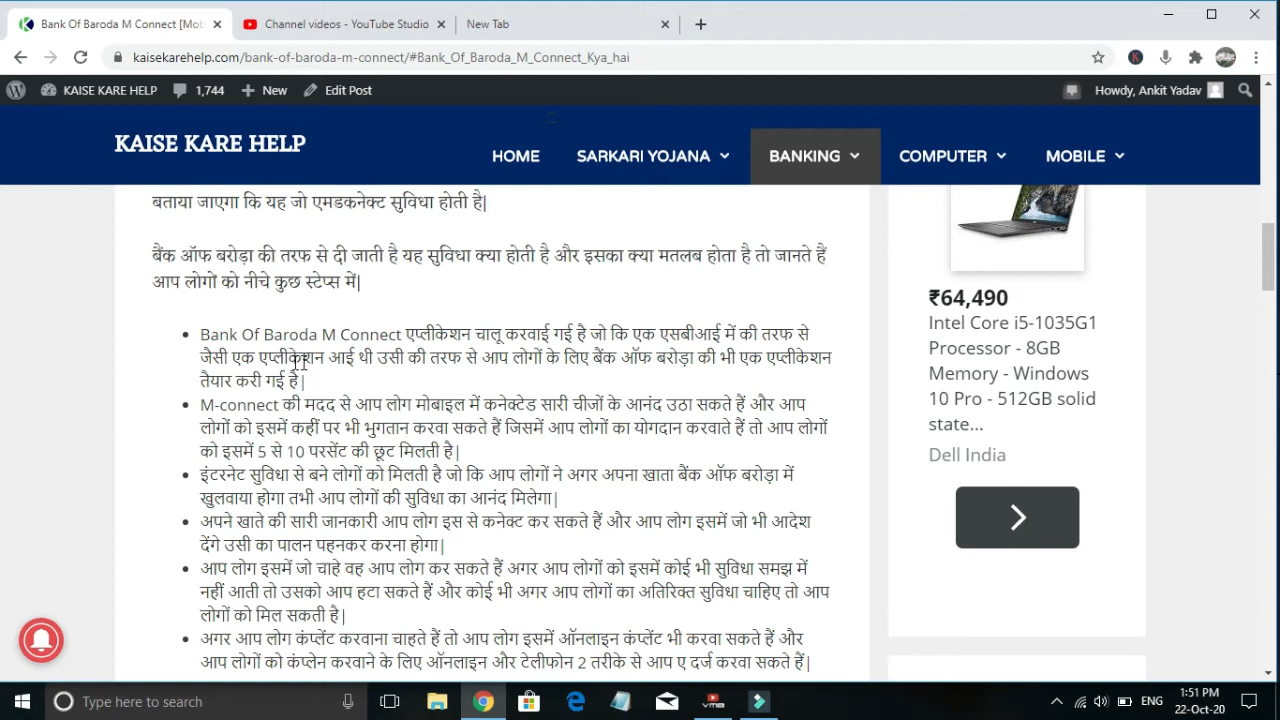 Bank Of Baroda M Connect [Mob
Channel videos - YouTube Studio
New Tab
kaisekarehelp.com/bank-of-baroda-m-connect/#Bank_Of_Baroda_M_Connect_Kya_hai
KAISE KARE HELP
1,744
New
Edit Post
Howdy, Ankit Yadav
KAISE KARE HELP
HOME
SARKARI YOJANA
BANKING
COMPUTER
MOBILE
बताया जाएगा कि यह जो एमडकनेक्ट सुविधा होती है|
बैंक ऑफ बरोड़ा की तरफ से दी जाती है यह सुविधा क्या होती है और इसका क्या मतलब होता है तो जानते हैं
आप लोगों को नीचे कुछ स्टेप्स में|
Bank Of Baroda M Connect एप्लीकेशन चालू करवाई गई है जो कि एक एसबीआई में की तरफ से
जैसी एक एप्लीकेशन आई थी उसी की तरफ से आप लोगों के लिए बैंक ऑफ बरोड़ा की भी एक एप्लीकेशन
तैयार करी गई है|
M-connect की मदद से आप लोग मोबाइल में कनेक्टेड सारी चीजों के आनंद उठा सकते हैं और आप
लोगों को इसमें कहीं पर भी भुगतान करवा सकते हैं जिसमें आप लोगों का योगदान करवाते हैं तो आप लोगों
को इसमें 5 से 10 परसेंट की छूट मिलती है|
इंटरनेट सुविधा से बने लोगों को मिलती है जो कि आप लोगों ने अगर अपना खाता बैंक ऑफ बरोड़ा में
खुलवाया होगा तभी आप लोगों की सुविधा का आनंद मिलेगा|
अपने खाते की सारी जानकारी आप लोग इस से कनेक्ट कर सकते हैं और आप लोग इसमें जो भी आदेश
देंगे उसी का पालन पहनकर करना होगा|
आप लोग इसमें जो चाहे वह आप लोग कर सकते हैं अगर आप लोगों को इसमें कोई भी सुविधा समझ में
नहीं आती तो उसको आप हटा सकते हैं और कोई भी अगर आप लोगों का अतिरिक्त सुविधा चाहिए तो आप
लोगों को मिल सकती है|
अगर आप लोग कंप्लेंट करवाना चाहते हैं तो आप लोग इसमें ऑनलाइन कंप्लेंट भी करवा सकते हैं और
आप लोगों को कंप्लेन करवाने के लिए ऑनलाइन और टेलीफोन 2 तरीके से आप ए दर्ज करवा सकते हैं|
₹64,490
Intel Core i5-1035G1
Processor - 8GB
Memory - Windows
10 Pro - 512GB solid
state...
Dell India
Type here to search
ENG
1:51 PM
22-Oct-20